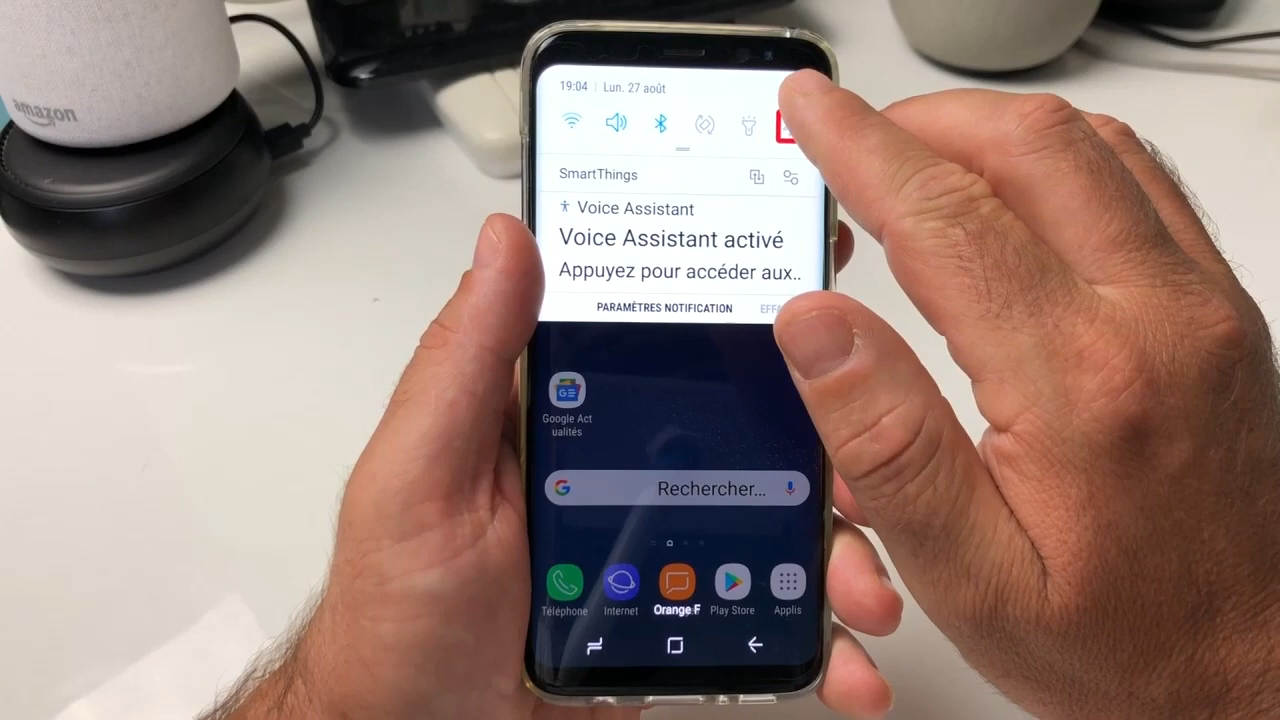 amazon
19:04 | Lun. 27 août
SmartThings
Voice Assistant
Voice Assistant activé
Appuyez pour accéder aux..
PARAMÈTRES NOTIFICATION
Google Act
ualités
G Rechercher...
Téléphone Internet Orange F Play Store Applis